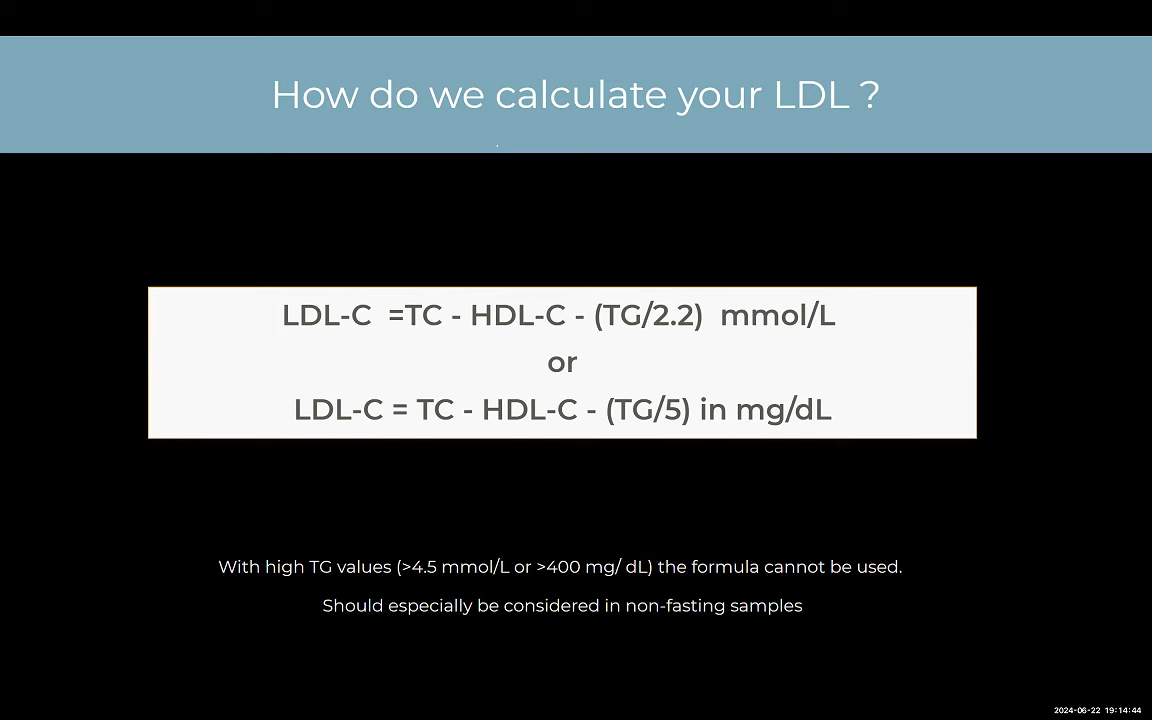 How do we calculate your LDL ?
LDL-C =TC - HDL-C - (TG/2.2) mmol/L
or
LDL-C = TC - HDL-C - (TG/5) in mg/dL
With high TG values (>4.5 mmol/L or >400 mg/ dL) the formula cannot be used.
Should especially be considered in non-fasting samples
2024-06-22 19:14:44